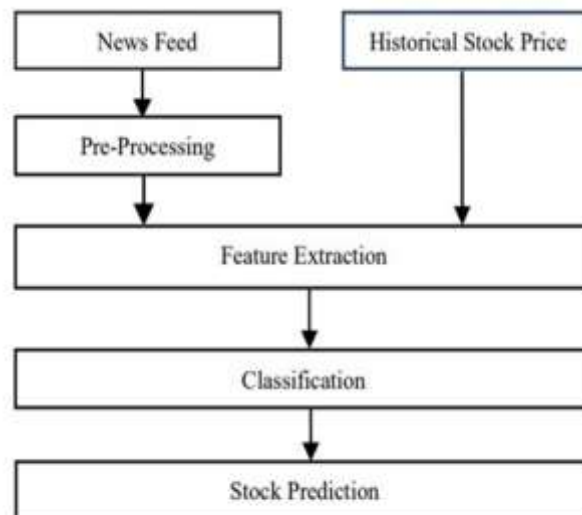 News Feed
Historical Stock Price
Pre-Processing
Feature Extraction
Classification
Stock Prediction